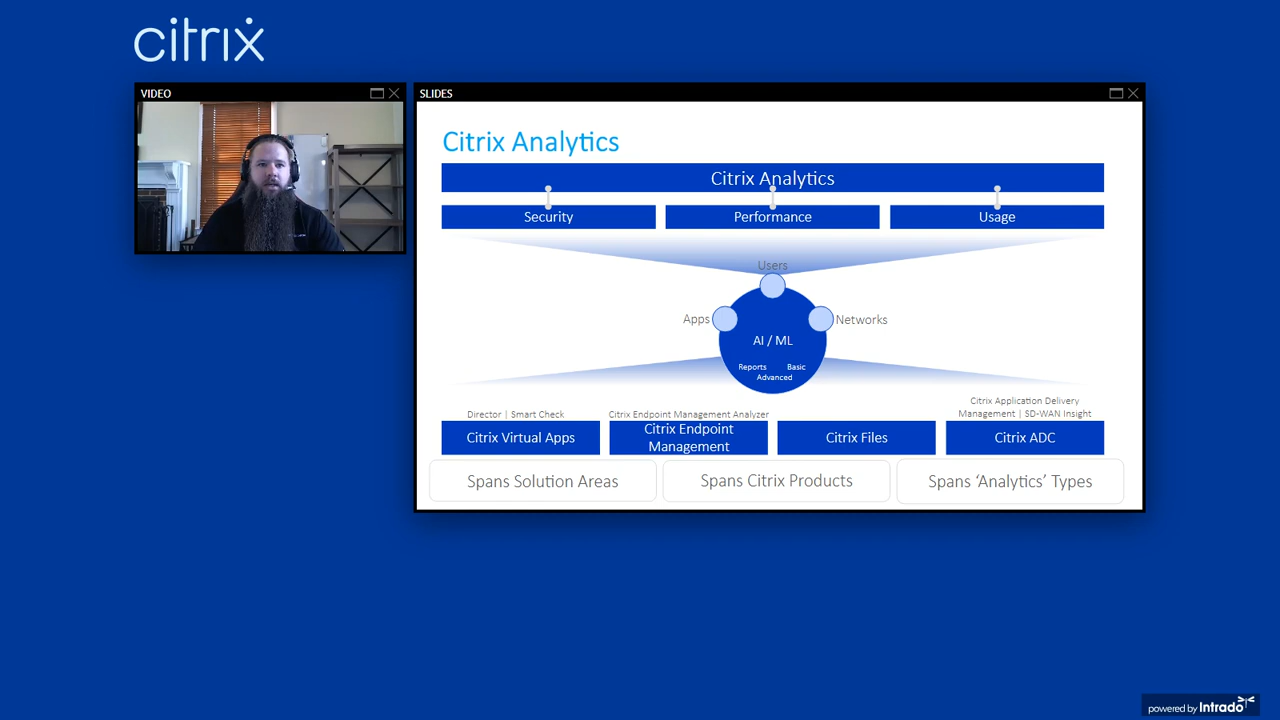 citrix
VIDEO
SLIDES
Citrix Analytics
Citrix Analytics
Security
Performance
Usage
Users
Apps
Networks
AI / ML
Reports
Basic
Advanced
Director | Smart Check
Citrix Endpoint Management Analyzer
Citrix Application Delivery
Management | SD-WAN Insight
Citrix Virtual Apps
Citrix Endpoint
Management
Citrix Files
Citrix ADC
Spans Solution Areas
Spans Citrix Products
Spans ‘Analytics’ Types
powered by Intrado